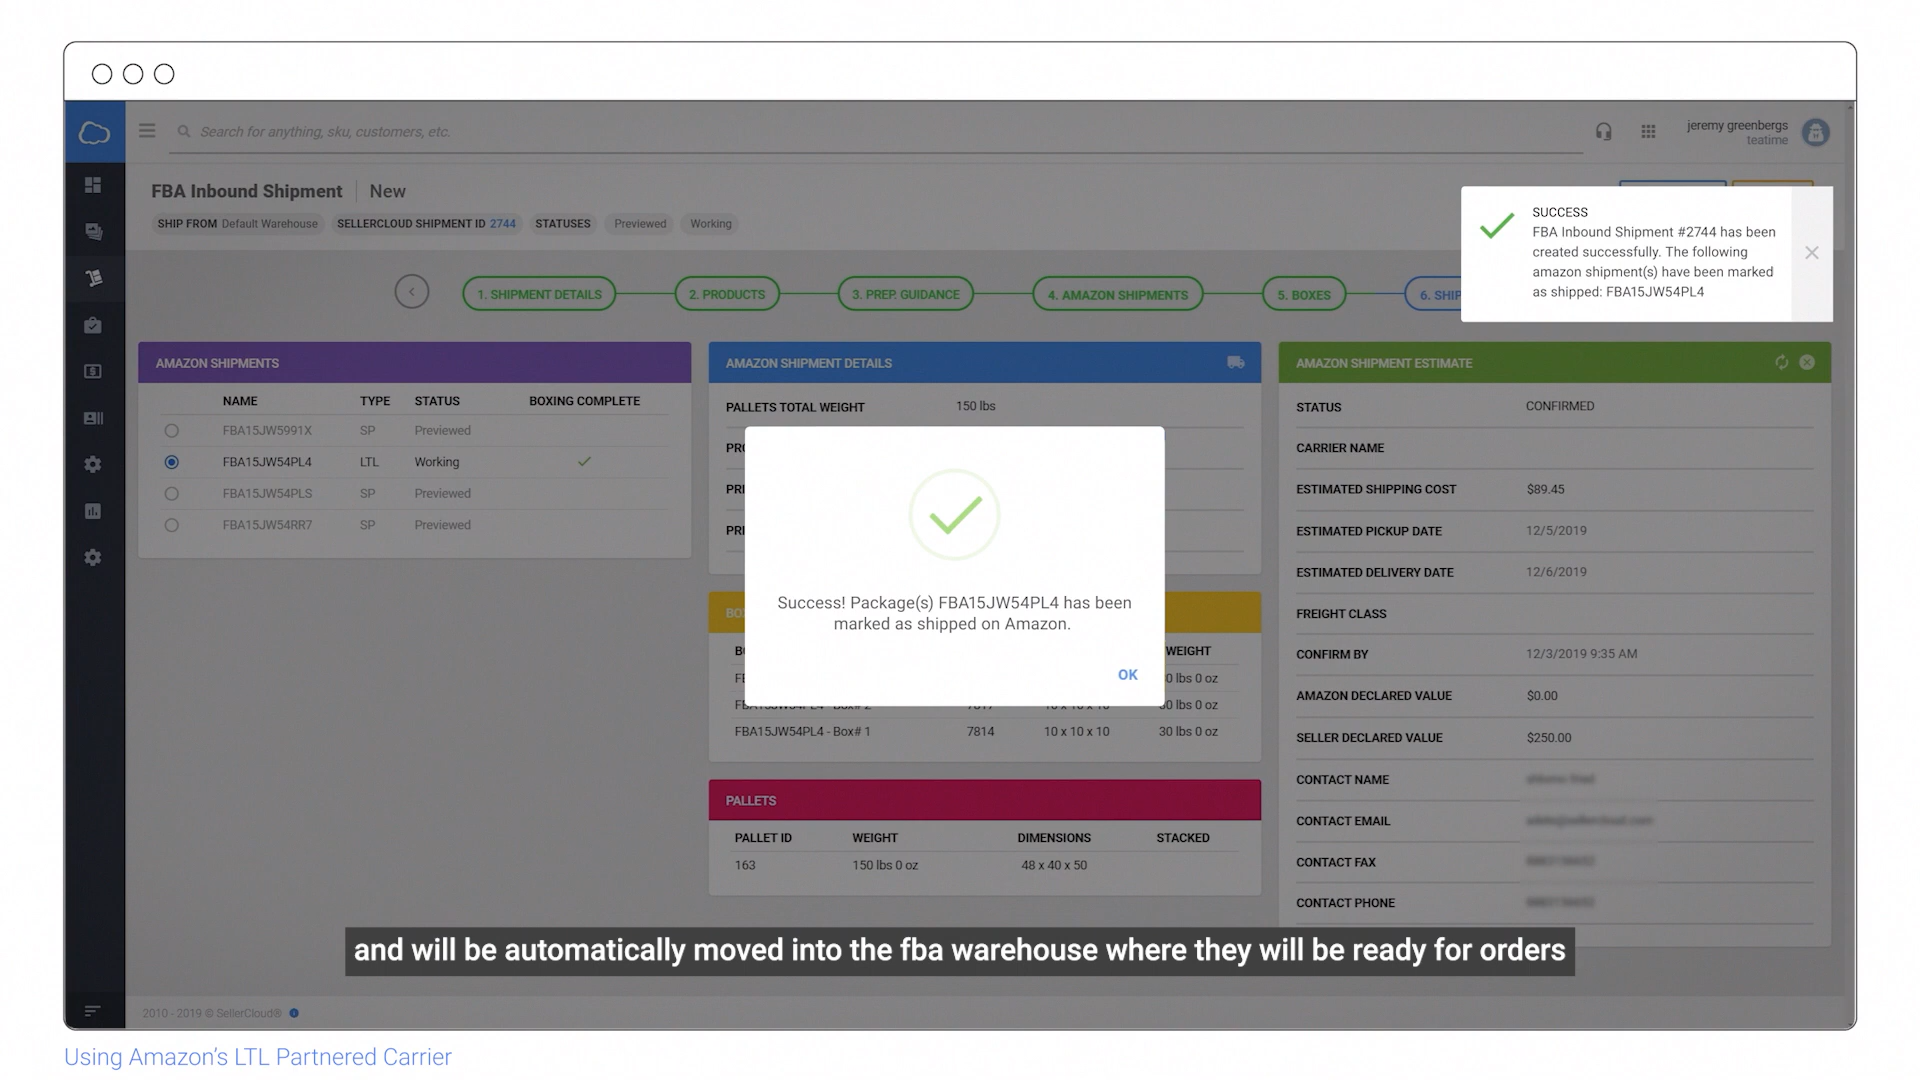 Search for anything, sku, customers, etc.
jeremy greenbergs
teatime
FBA Inbound Shipment | New
SHIP FROM Default Warehouse SELLERCLOUD SHIPMENT ID 2744 STATUSES Previewed Working
SUCCESS
FBA Inbound Shipment #2744 has been
created successfully. The following
amazon shipment(s) have been marked
as shipped: FBA15JW54PL4
1. SHIPMENT DETAILS 2. PRODUCTS 3. PREP. GUIDANCE 4. AMAZON SHIPMENTS 5. BOXES 6. SHIP
AMAZON SHIPMENTS
NAME TYPE STATUS BOXING COMPLETE
FBA15JW5991X SP Previewed
FBA15JW54PL4 LTL Working
FBA15JW54PLS SP Previewed
FBA15JW54RR7 SP Previewed
AMAZON SHIPMENT DETAILS
PALLETS TOTAL WEIGHT 150 lbs
Success! Package(s) FBA15JW54PL4 has been
marked as shipped on Amazon.
OK
WEIGHT
0 lbs 0 oz
0 lbs 0 oz
FBA15JW54PL4 - Box# 1 7814 10 x 10 x 10 30 lbs 0 oz
PALLETS
PALLET ID WEIGHT DIMENSIONS STACKED
163 150 lbs 0 oz 48 x 40 x 50
AMAZON SHIPMENT ESTIMATE
STATUS CONFIRMED
CARRIER NAME
ESTIMATED SHIPPING COST $89.45
ESTIMATED PICKUP DATE 12/5/2019
ESTIMATED DELIVERY DATE 12/6/2019
FREIGHT CLASS
CONFIRM BY 12/3/2019 9:35 AM
AMAZON DECLARED VALUE $0.00
SELLER DECLARED VALUE $250.00
CONTACT NAME
CONTACT EMAIL
CONTACT FAX
CONTACT PHONE
and will be automatically moved into the fba warehouse where they will be ready for orders
2010 - 2019 © SellerCloud®
Using Amazon's LTL Partnered Carrier